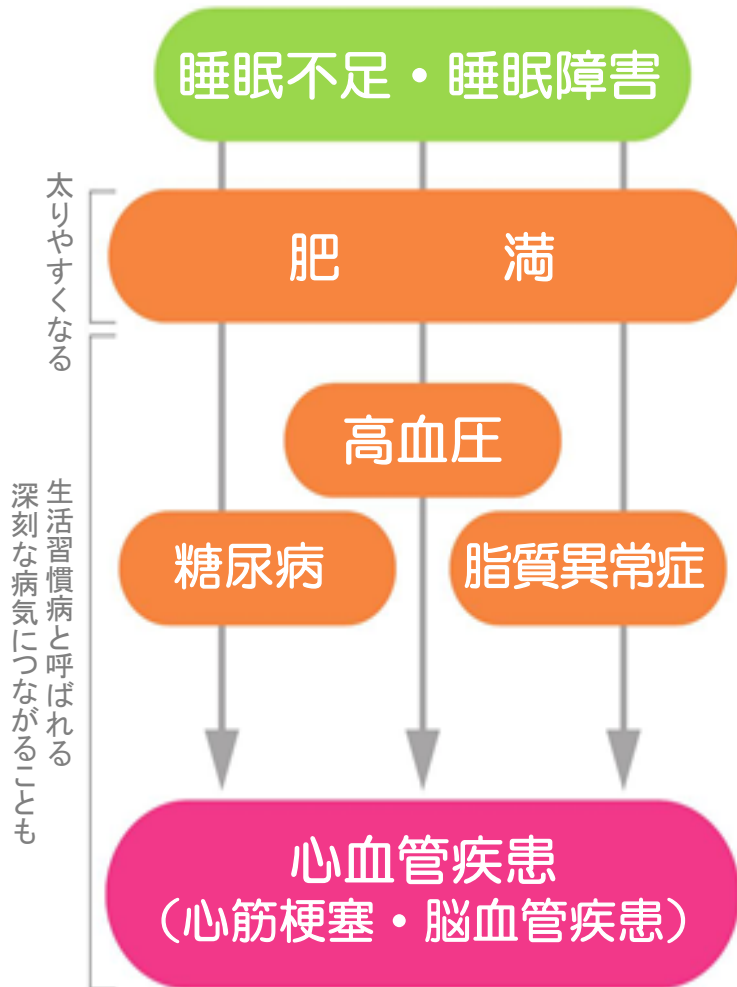 睡眠不足・睡眠障害
太りやすくなる
肥 満
高血圧
糖尿病
脂質異常症
生活習慣病と呼ばれる
深刻な病気につながることも
心血管疾患
（心筋梗塞・脳血管疾患）